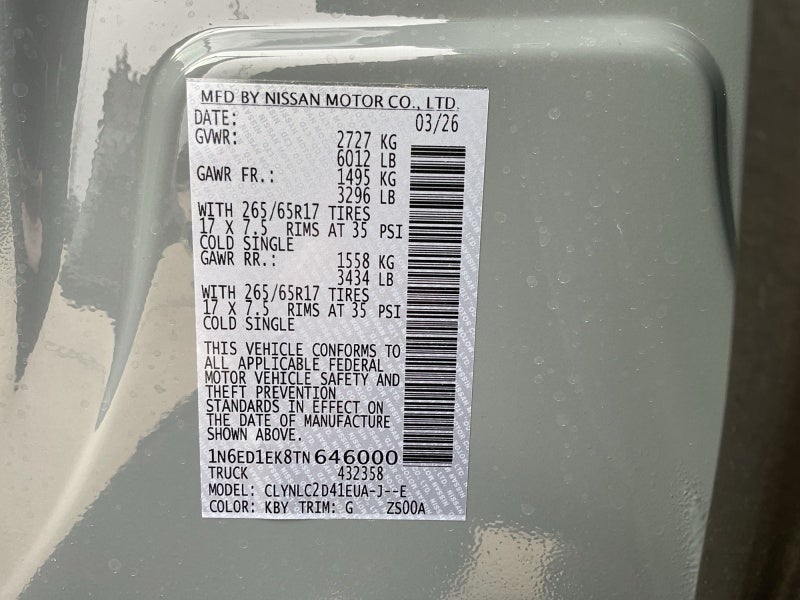 MFD BY NISSAN MOTOR CO., LTD.
DATE: 03/26
GVWR: 2727 KG
6012 LB
GAWR FR.: 1495 KG
3296 LB
WITH 265/65R17 TIRES
17 X 7.5 RIMS AT 35 PSI
COLD SINGLE
GAWR RR.: 1558 KG
3434 LB
WITH 265/65R17 TIRES
17 X 7.5 RIMS AT 35 PSI
COLD SINGLE
THIS VEHICLE CONFORMS TO
ALL APPLICABLE FEDERAL
MOTOR VEHICLE SAFETY AND
THEFT PREVENTION
STANDARDS IN EFFECT ON
THE DATE OF MANUFACTURE
SHOWN ABOVE.
1N6ED1EK8TN646000
TRUCK 432358
MODEL: CLYNLC2D41EUA-J--E
COLOR: KBY TRIM: G ZS00A